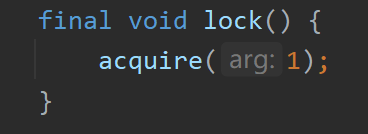 final void lock() {
acquire( arg: 1);
}